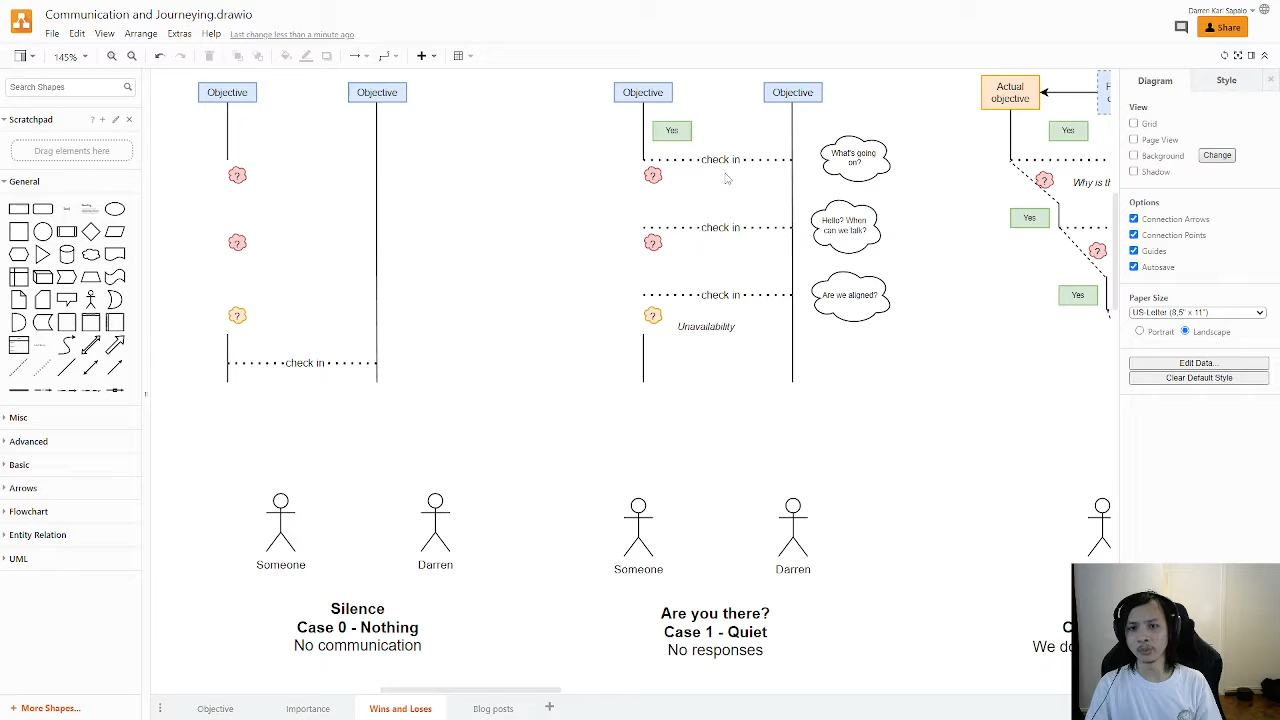 Communication and Journeying.drawio
Darren Karl Sapalo
File Edit View Arrange Extras Help Last change less than a minute ago
Share
145%
Search Shapes
Scratchpad
?
Drag elements here
General
Misc
Advanced
Basic
Arrows
Flowchart
Entity Relation
UML
+ More Shapes...
Objective
Objective
?
?
?
check in
Someone
Darren
Silence
Case 0 - Nothing
No communication
Objective
Objective
Yes
check in
What's going
on?
?
check in
Hello? When
can we talk?
?
check in
Are we aligned?
?
Unavailability
Someone
Darren
Are you there?
Case 1 - Quiet
No responses
Actual
objective
Yes
?
Why is th
Yes
?
Yes
We do
Objective
Importance
Wins and Loses
Blog posts
Diagram
Style
View
Grid
Page View
Background
Change
Shadow
Options
Connection Arrows
Connection Points
Guides
Autosave
Paper Size
US-Letter (8,5" x 11")
Portrait
Landscape
Edit Data...
Clear Default Style